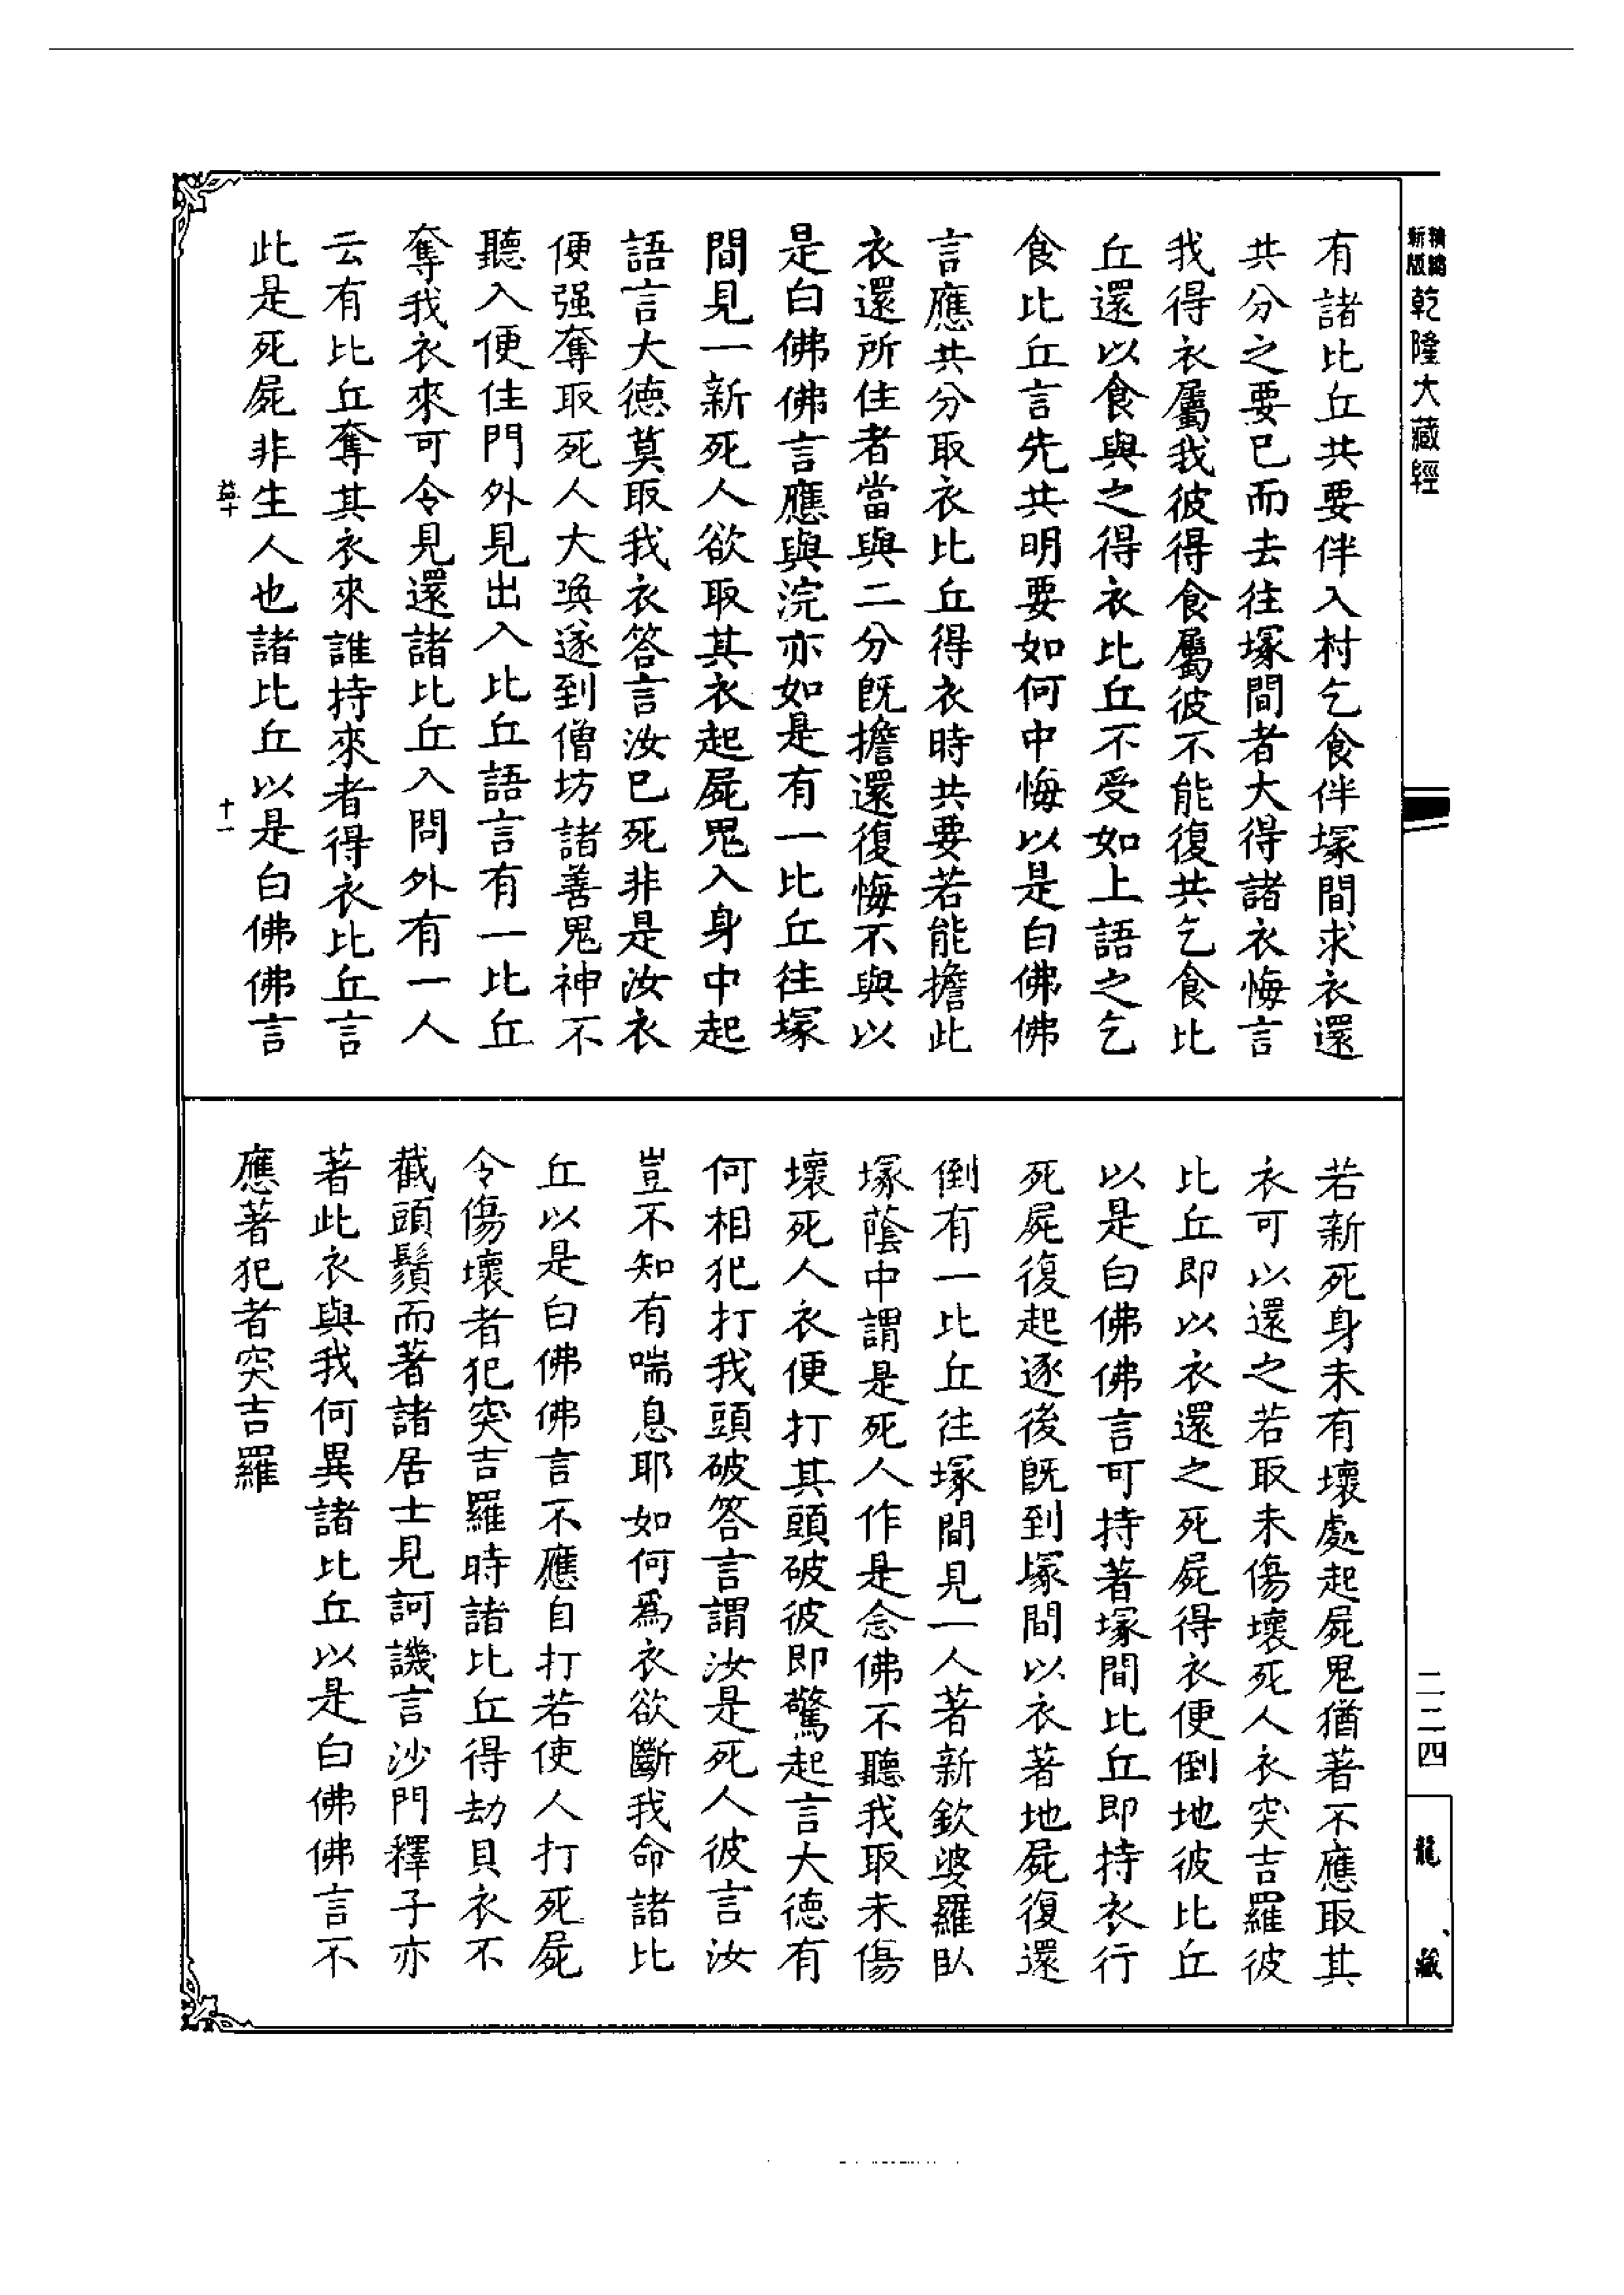 新版 精縮
乾隆大藏經
有諸比丘共要伴入村乞食伴塚間求衣還
共分之要已而去往塚間者大得諸衣悔言
我得衣屬我彼得食屬彼不能復共乞食比
丘還以食與之得衣比丘不受如上語之乞
食比丘言先共明要如何中悔以是白佛佛
言應共分取衣比丘得衣時共要若能擔此
衣還所住者當與二分既擔還復悔不與以
是白佛佛言應與浣亦如是有一比丘往塚
間見一新死人欲取其衣起屍鬼入身中起
語言大德莫取我衣答言汝已死非是汝衣
便强奪取死人大喚遂到僧坊諸善鬼神不
聽入便住門外見出入比丘語言有一比丘
奪我衣來可令見還諸比丘入問外有一人
云有比丘奪其衣來誰持來者得衣比丘言
此是死屍非生人也諸比丘以是白佛佛言
益十
十一
若新死身未有壞處起屍鬼猶著不應取其
衣可以還之若取未傷壞死人衣突吉羅彼
比丘即以衣還之死屍得衣便倒地彼比丘
以是白佛佛言可持著塚間比丘即持衣行
死屍復起逐後既到塚間以衣著地屍復還
倒有一比丘往塚間見一人著新欽婆羅臥
塚蔭中謂是死人作是念佛不聽我取未傷
壞死人衣便打其頭破彼即驚起言大德有
何相犯打我頭破答言謂汝是死人彼言汝
豈不知有喘息耶如何為衣欲斷我命諸比
丘以是白佛佛言不應自打若使人打死屍
令傷壞者犯突吉羅時諸比丘得劫貝衣不
截頭鬚而著諸居士見訶譏言沙門釋子亦
著此衣與我何異諸比丘以是白佛佛言不
應著犯者突吉羅
二二四
龍藏